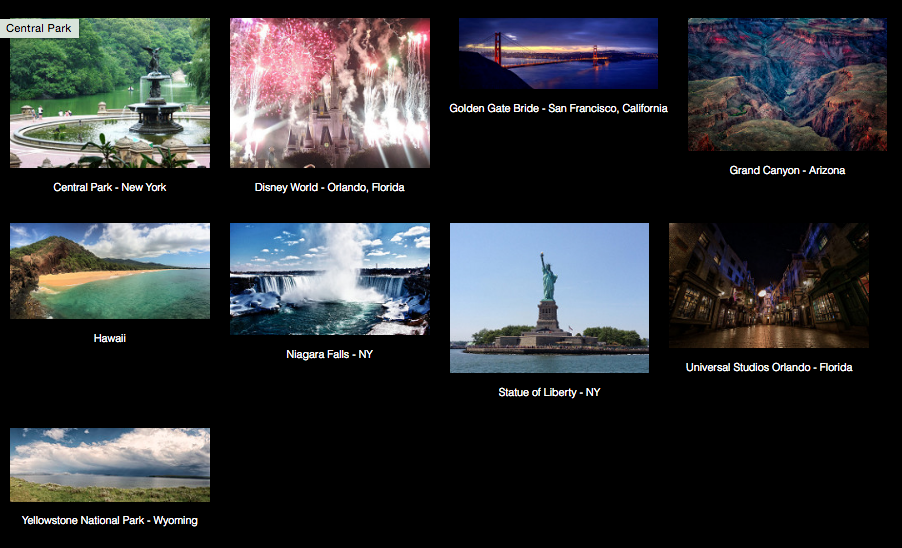 Central Park
Central Park - New York
Disney World - Orlando, Florida
Golden Gate Bride - San Francisco, California
Grand Canyon - Arizona
Hawaii
Niagara Falls - NY
Statue of Liberty - NY
Universal Studios Orlando - Florida
Yellowstone National Park - Wyoming